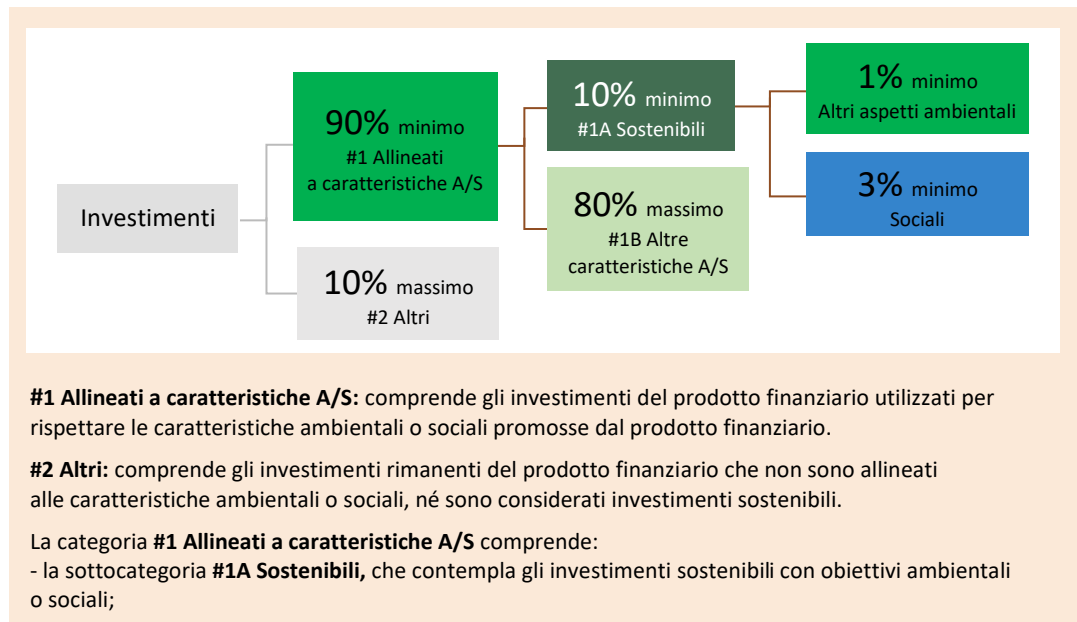 Investimenti
90% minimo
#1 Allineati
a caratteristiche A/S
10% massimo
#2 Altri
10% minimo
#1A Sostenibili
80% massimo
#1B Altre
caratteristiche A/S
1% minimo
Altri aspetti ambientali
3% minimo
Sociali
#1 Allineati a caratteristiche A/S: comprende gli investimenti del prodotto finanziario utilizzati per
rispettare le caratteristiche ambientali o sociali promosse dal prodotto finanziario.
#2 Altri: comprende gli investimenti rimanenti del prodotto finanziario che non sono allineati
alle caratteristiche ambientali o sociali, né sono considerati investimenti sostenibili.
La categoria #1 Allineati a caratteristiche A/S comprende:
- la sottocategoria #1A Sostenibili, che contempla gli investimenti sostenibili con obiettivi ambientali
o sociali;